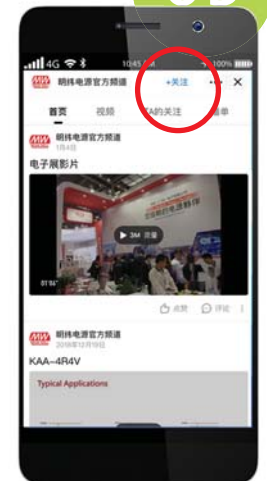 4G 10:45 AM 100%
明纬电源官方频道 +关注
首页 视频 TA的关注
明纬电源官方频道
1月4日
电子展影片
3M 流量
01'56"
点赞 评论
明纬电源官方频道
2018年12月19日
KAA-4R4V
Typical Applications